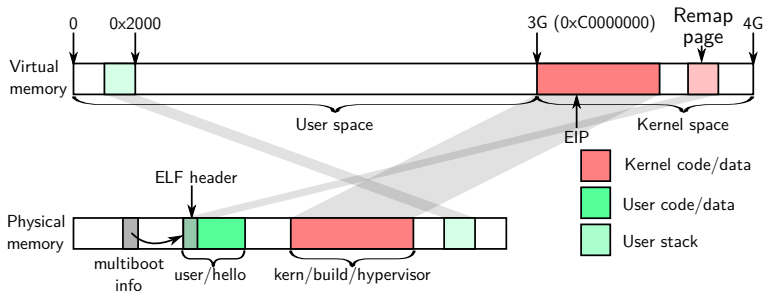 0
0x2000
3G (0xC0000000)
Remap
page
4G
Virtual
memory
User space
EIP
Kernel space
Kernel code/data
User code/data
User stack
ELF header
Physical
memory
multiboot
info
user/hello
kern/build/hypervisor